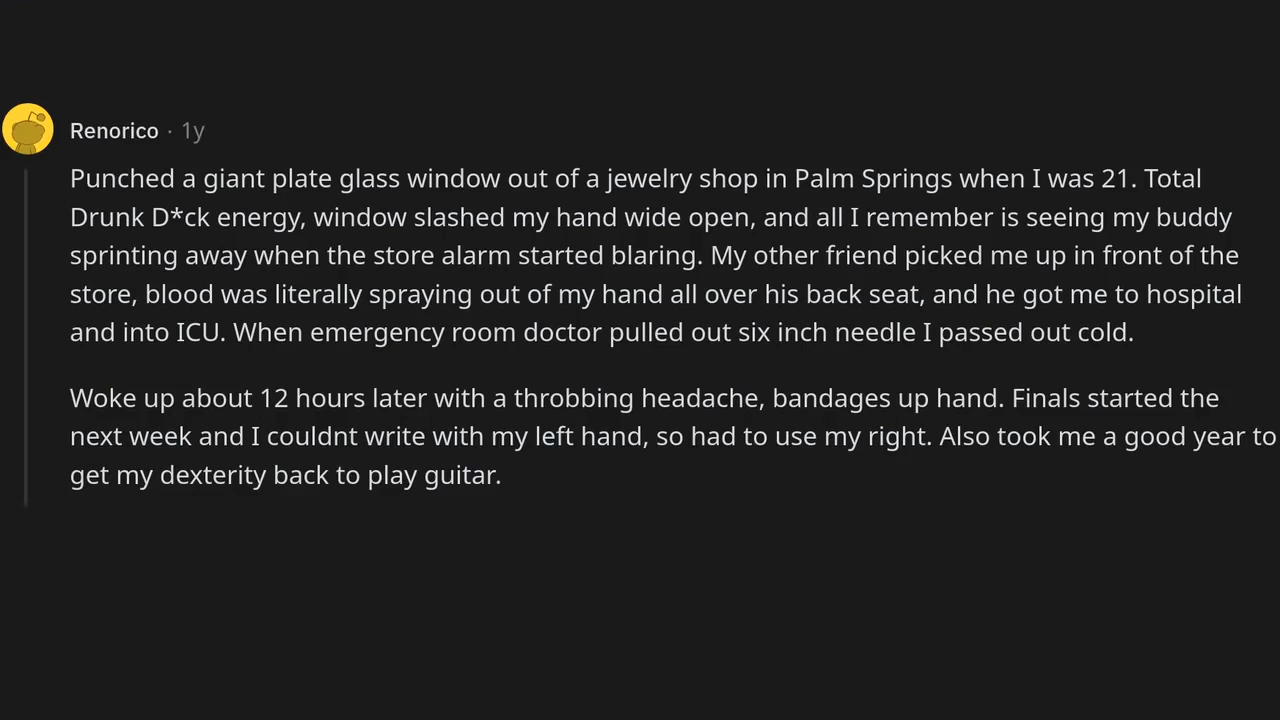 Renorico · 1y
Punched a giant plate glass window out of a jewelry shop in Palm Springs when I was 21. Total
Drunk D*ck energy, window slashed my hand wide open, and all I remember is seeing my buddy
sprinting away when the store alarm started blaring. My other friend picked me up in front of the
store, blood was literally spraying out of my hand all over his back seat, and he got me to hospital
and into ICU. When emergency room doctor pulled out six inch needle I passed out cold.
Woke up about 12 hours later with a throbbing headache, bandages up hand. Finals started the
next week and I couldnt write with my left hand, so had to use my right. Also took me a good year to
get my dexterity back to play guitar.